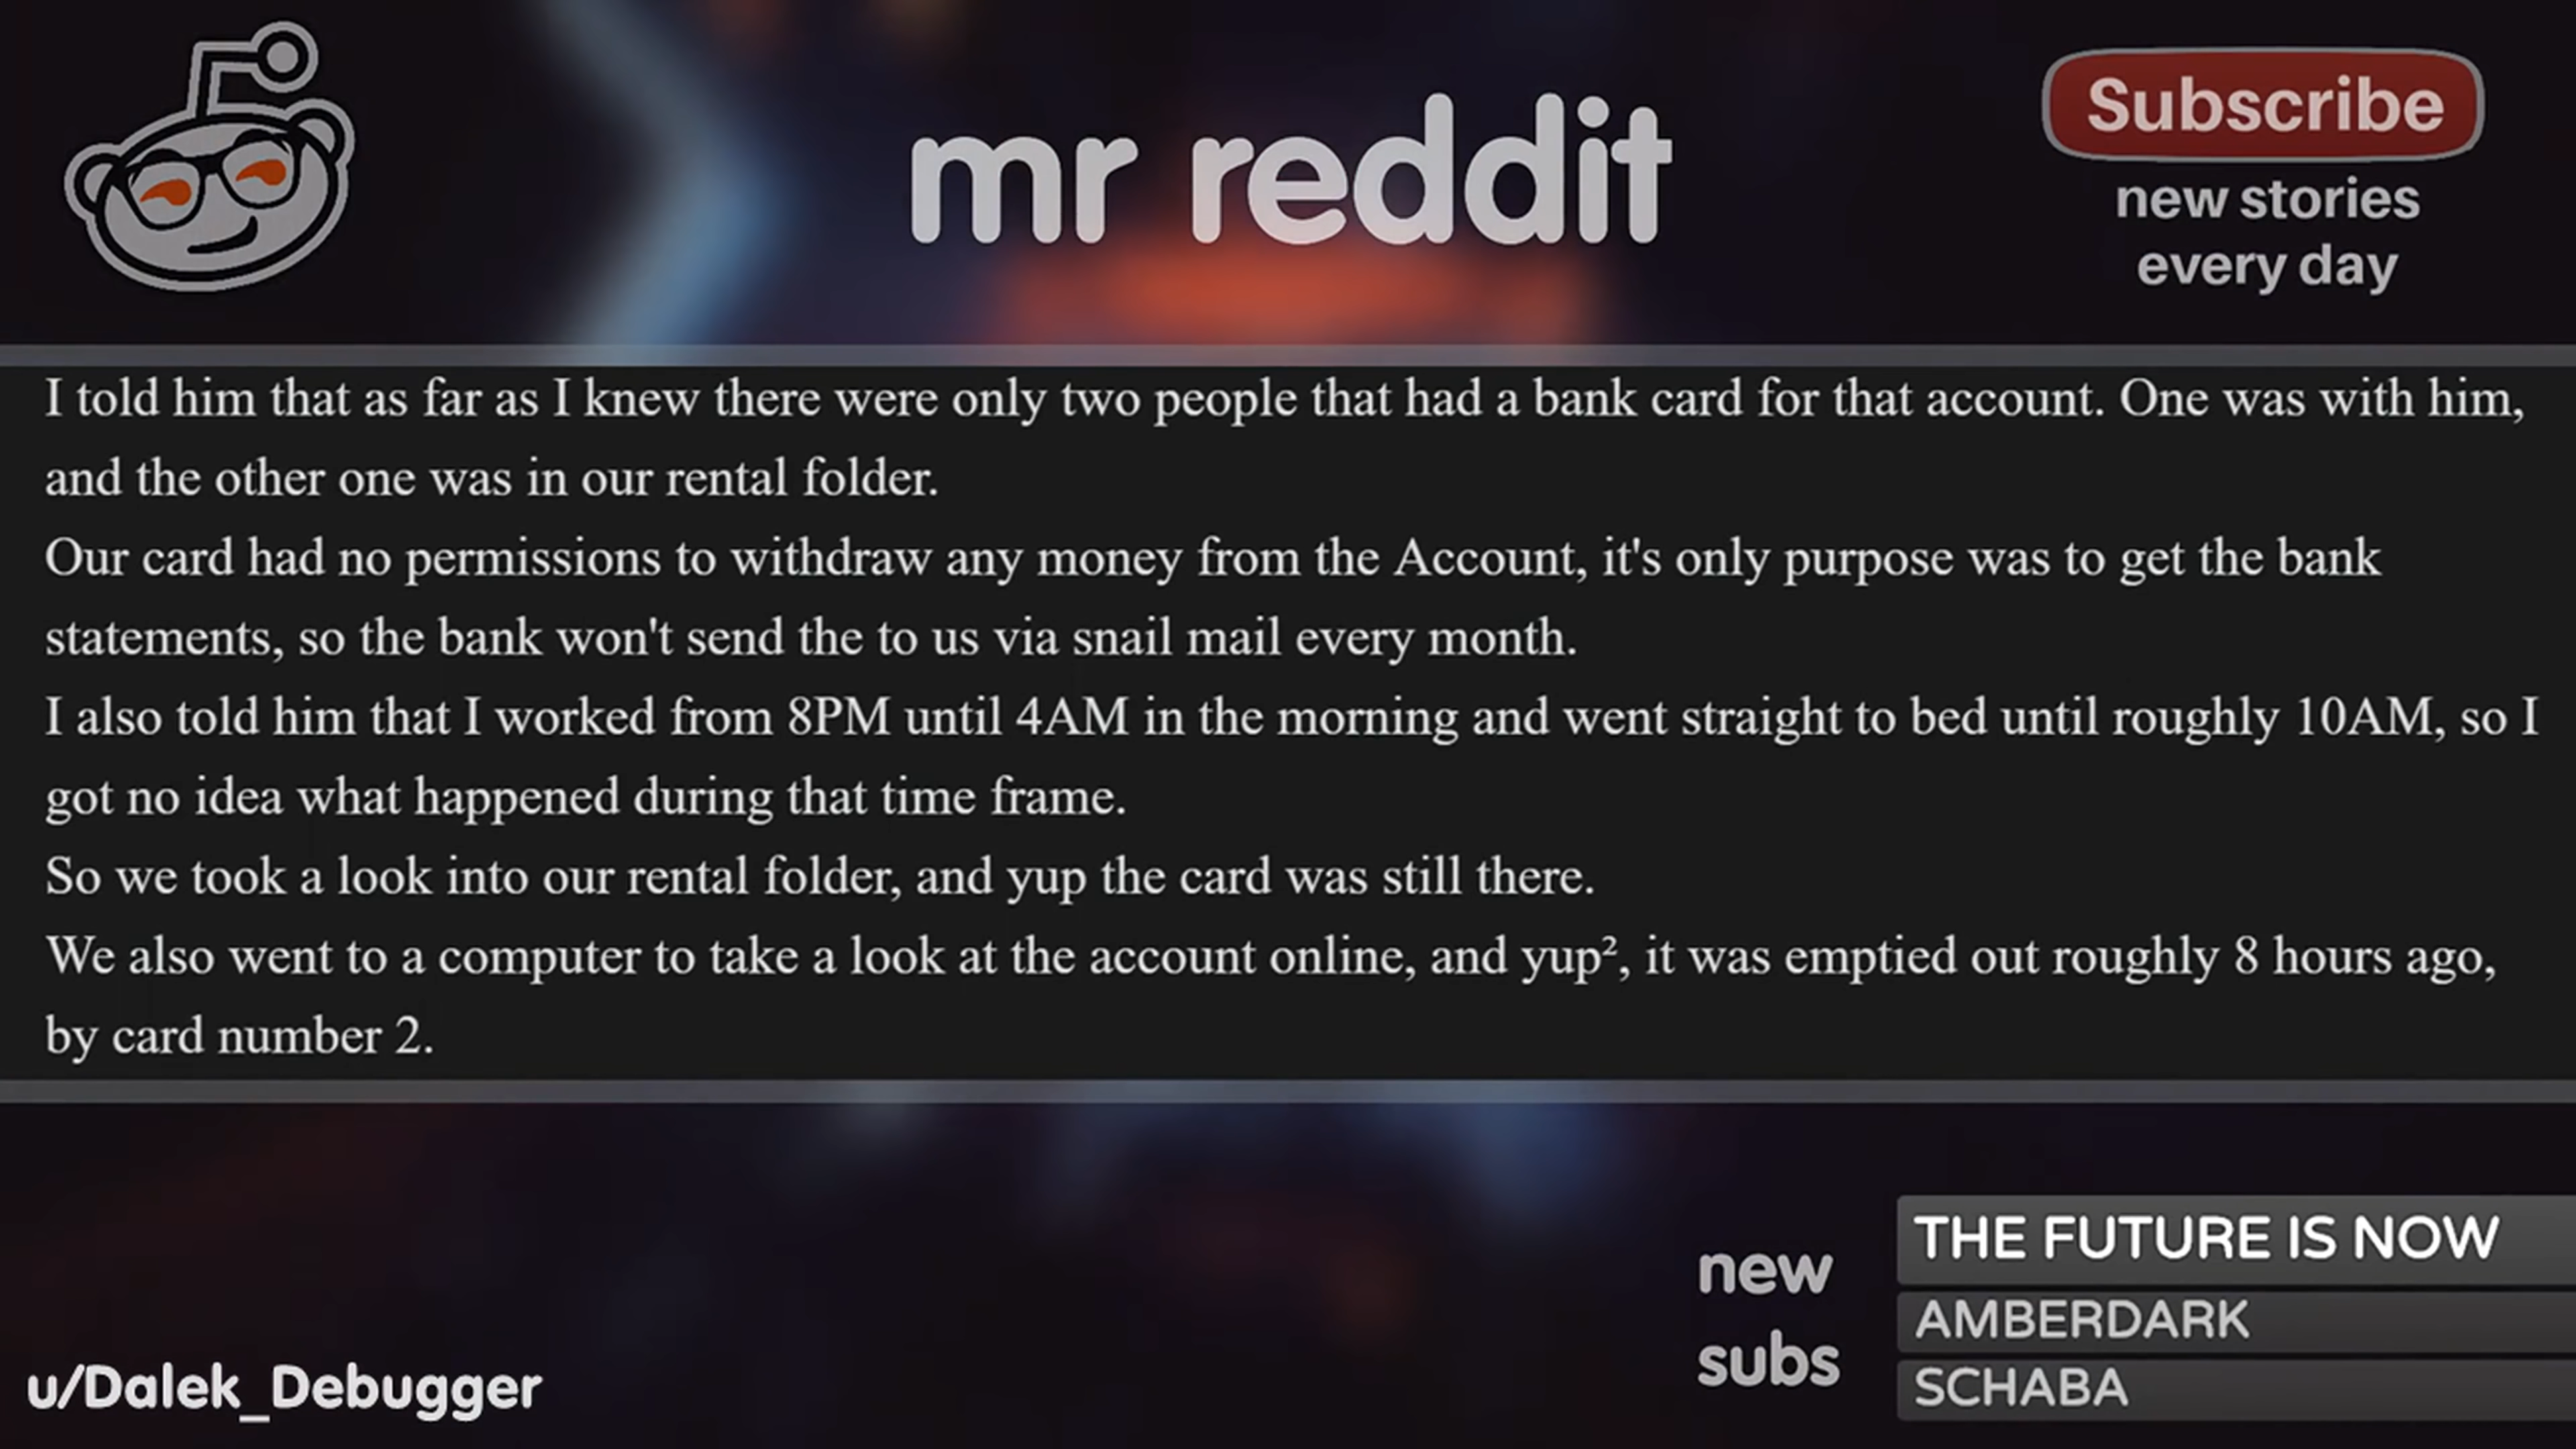 mr reddit
Subscribe
new stories
every day
I told him that as far as I knew there were only two people that had a bank card for that account. One was with him,
and the other one was in our rental folder.
Our card had no permissions to withdraw any money from the Account, it's only purpose was to get the bank
statements, so the bank won't send the to us via snail mail every month.
I also told him that I worked from 8PM until 4AM in the morning and went straight to bed until roughly 10AM, so I
got no idea what happened during that time frame.
So we took a look into our rental folder, and yup the card was still there.
We also went to a computer to take a look at the account online, and yup², it was emptied out roughly 8 hours ago,
by card number 2.
u/Dalek_Debugger
new
subs
THE FUTURE IS NOW
AMBERDARK
SCHABA